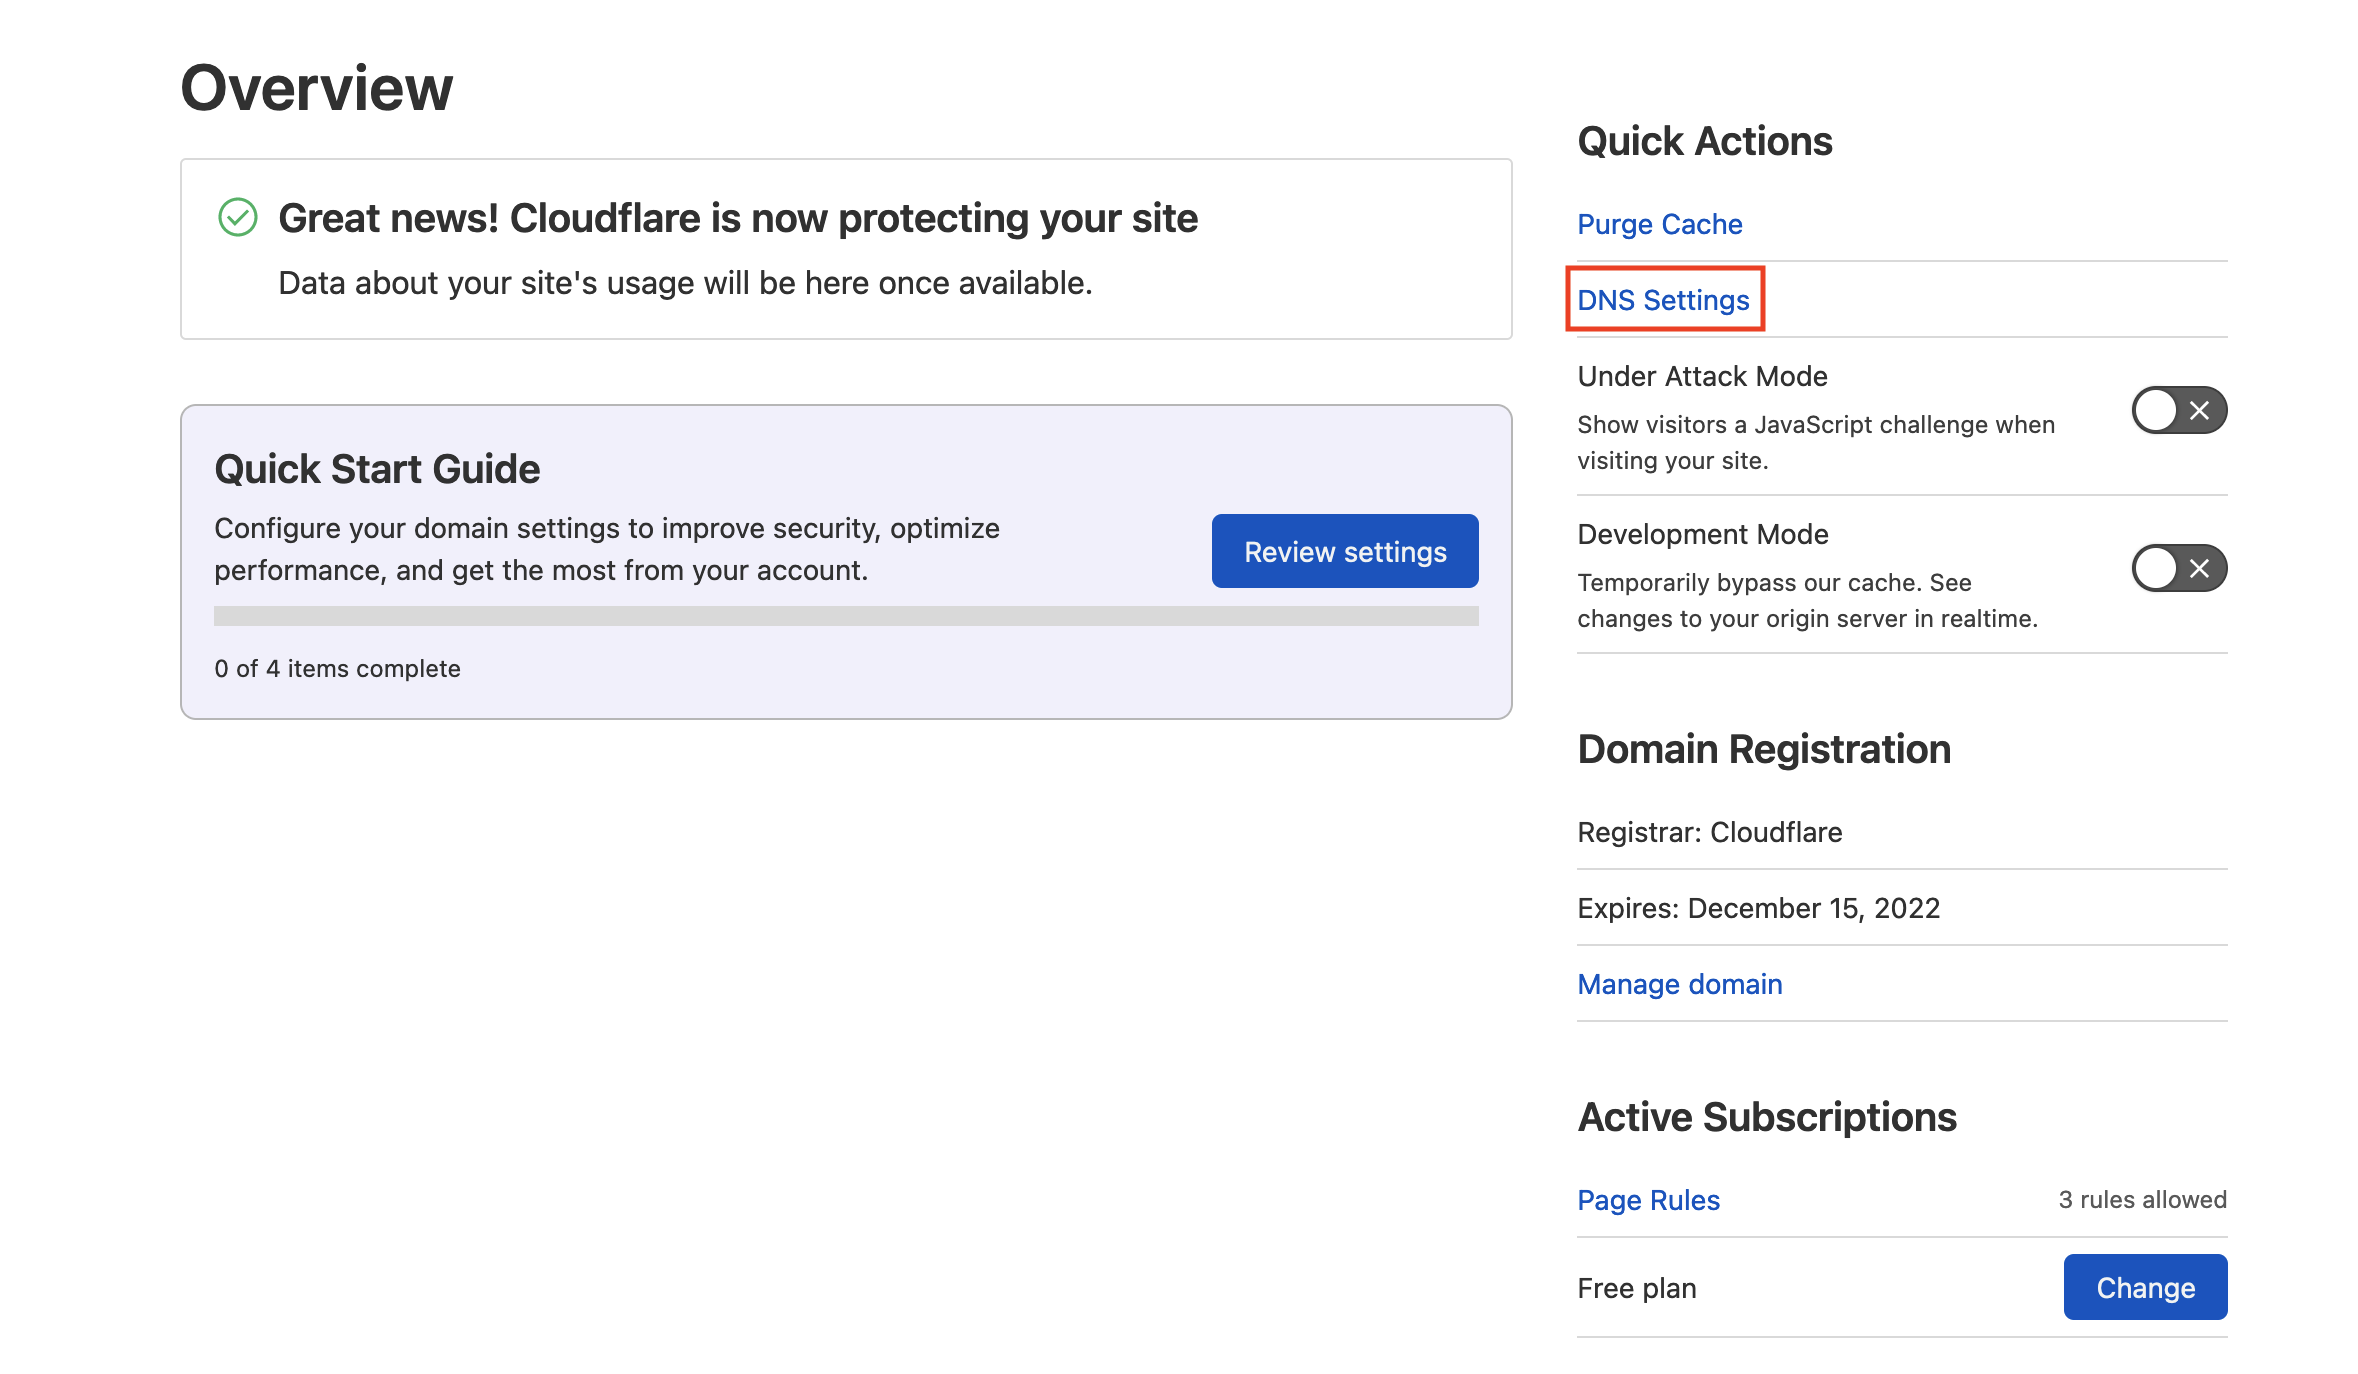 Overview
Great news! Cloudflare is now protecting your site
Data about your site's usage will be here once available.
Quick Start Guide
Configure your domain settings to improve security, optimize
performance, and get the most from your account.
Review settings
0 of 4 items complete
Quick Actions
Purge Cache
DNS Settings
Under Attack Mode
Show visitors a JavaScript challenge when
visiting your site.
Development Mode
Temporarily bypass our cache. See
changes to your origin server in realtime.
Domain Registration
Registrar: Cloudflare
Expires: December 15, 2022
Manage domain
Active Subscriptions
Page Rules
3 rules allowed
Free plan
Change